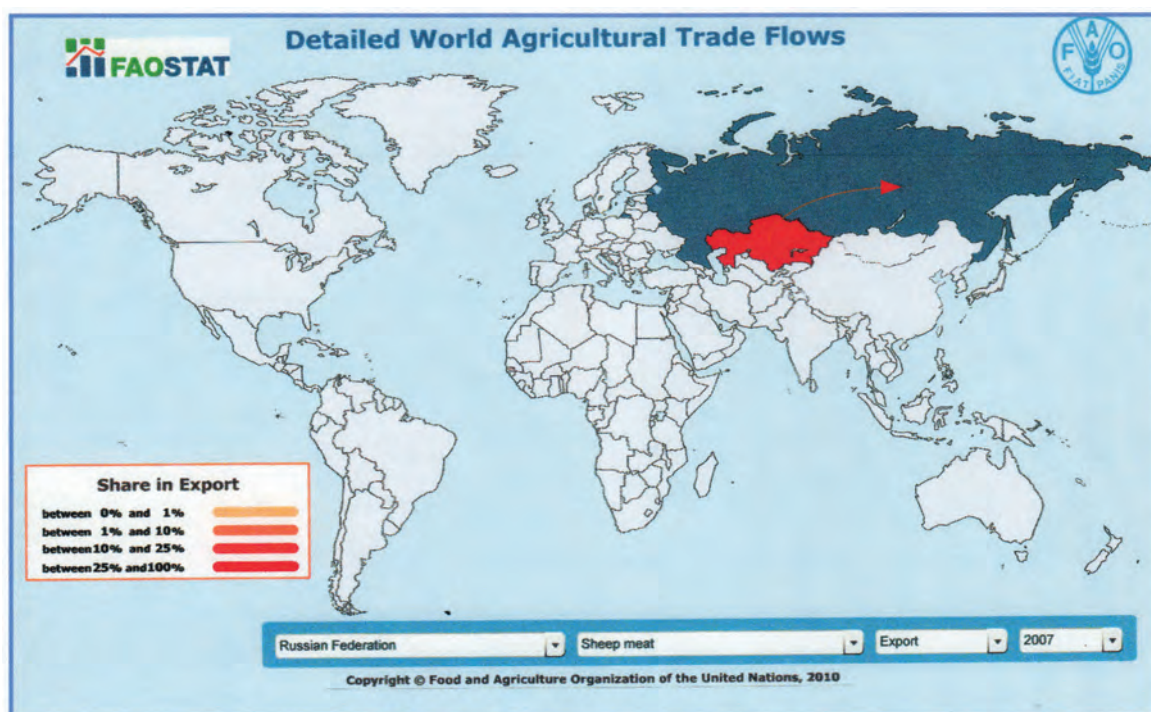 FAOSTAT
Detailed World Agricultural Trade Flows
F A O
FIAT PANIS
Share in Export
between 0% and 1%
between 1% and 10%
between 10% and 25%
between 25% and 100%
Russian Federation
Sheep meat
Export
2007
Copyright © Food and Agriculture Organization of the United Nations, 2010